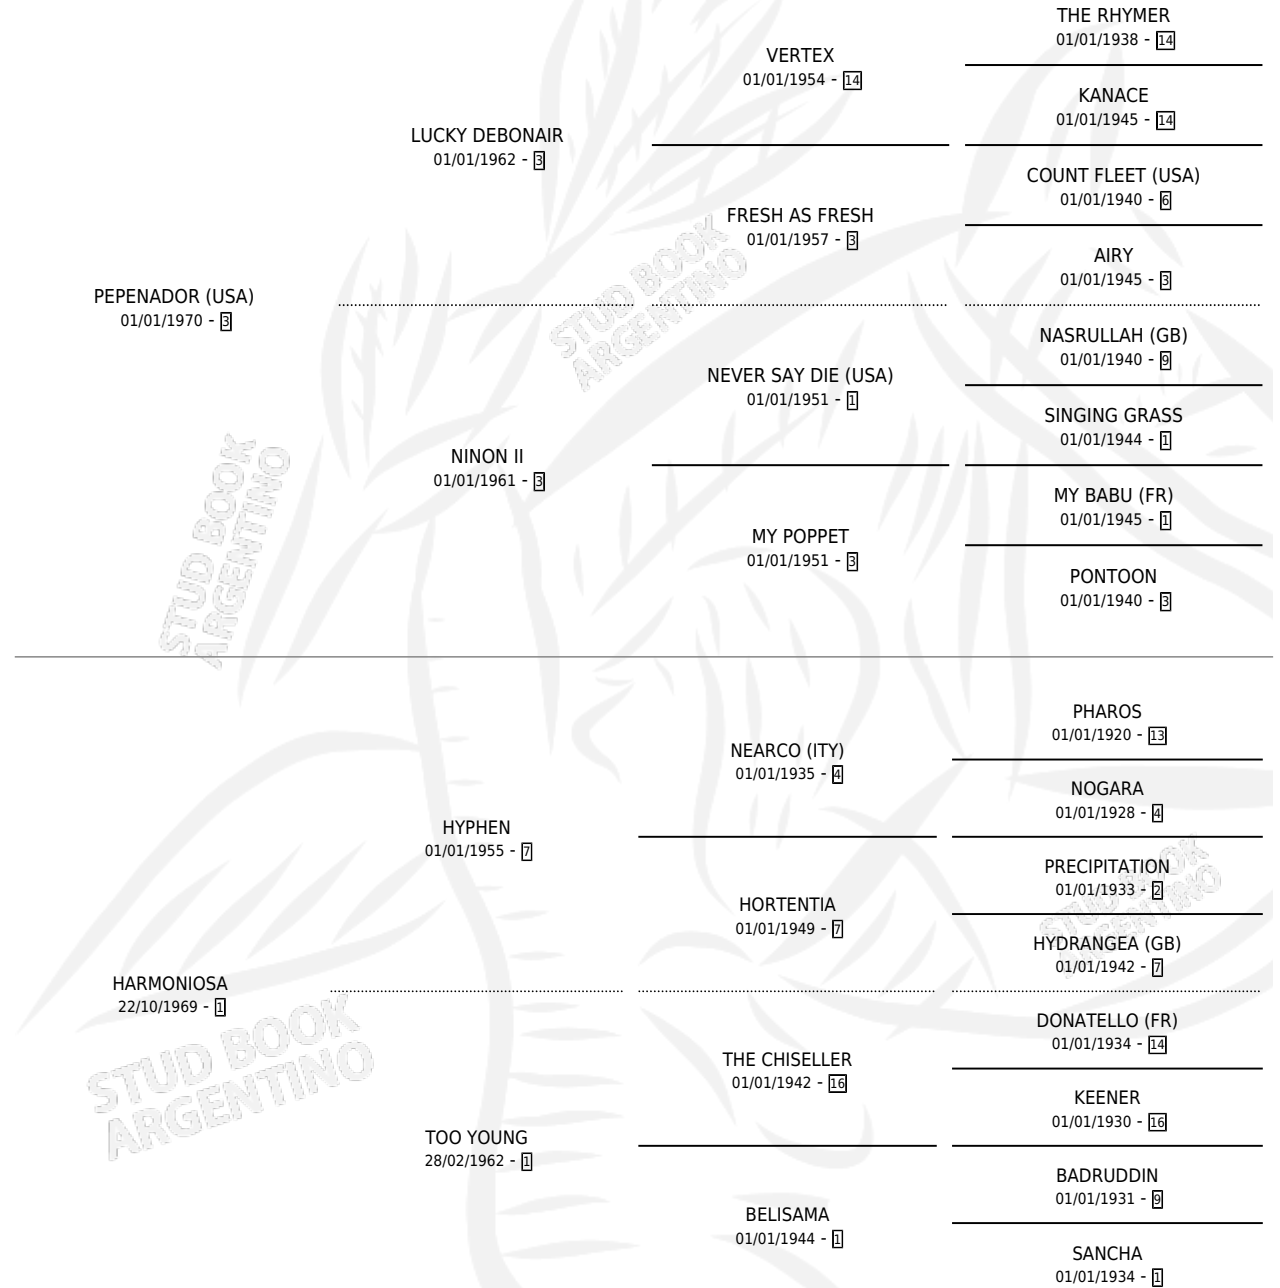 THE RHYMER
01/01/1938 - 14
VERTEX
01/01/1954 - 14
KANACE
01/01/1945 - 14
LUCKY DEBONAIR
01/01/1962 - 3
COUNT FLEET (USA)
01/01/1940 - 6
FRESH AS FRESH
01/01/1957 - 3
AIRY
01/01/1945 - 3
PEPENADOR (USA)
01/01/1970 - 3
NASRULLAH (GB)
01/01/1940 - 9
NEVER SAY DIE (USA)
01/01/1951 - 1
SINGING GRASS
01/01/1944 - 1
NINON II
01/01/1961 - 3
MY BABU (FR)
01/01/1945 - 1
MY POPPET
01/01/1951 - 3
PONTOON
01/01/1940 - 3
STUD BOOK
ARGENTINO
STUD BOOK
ARGENTINO
PHAROS
01/01/1920 - 13
NEARCO (ITY)
01/01/1935 - 4
NOGARA
01/01/1928 - 4
HYPHEN
01/01/1955 - 7
PRECIPITATION
01/01/1933 - 2
HORTENTIA
01/01/1949 - 7
HYDRANGEA (GB)
01/01/1942 - 7
HARMONIOSA
22/10/1969 - 1
DONATELLO (FR)
01/01/1934 - 14
THE CHISELLER
01/01/1942 - 16
KEENER
01/01/1930 - 16
TOO YOUNG
28/02/1962 - 1
BADRUDDIN
01/01/1931 - 9
BELISAMA
01/01/1944 - 1
SANCHA
01/01/1934 - 1
STUD BOOK
ARGENTINO
STUD BOOK
ARGENTINO